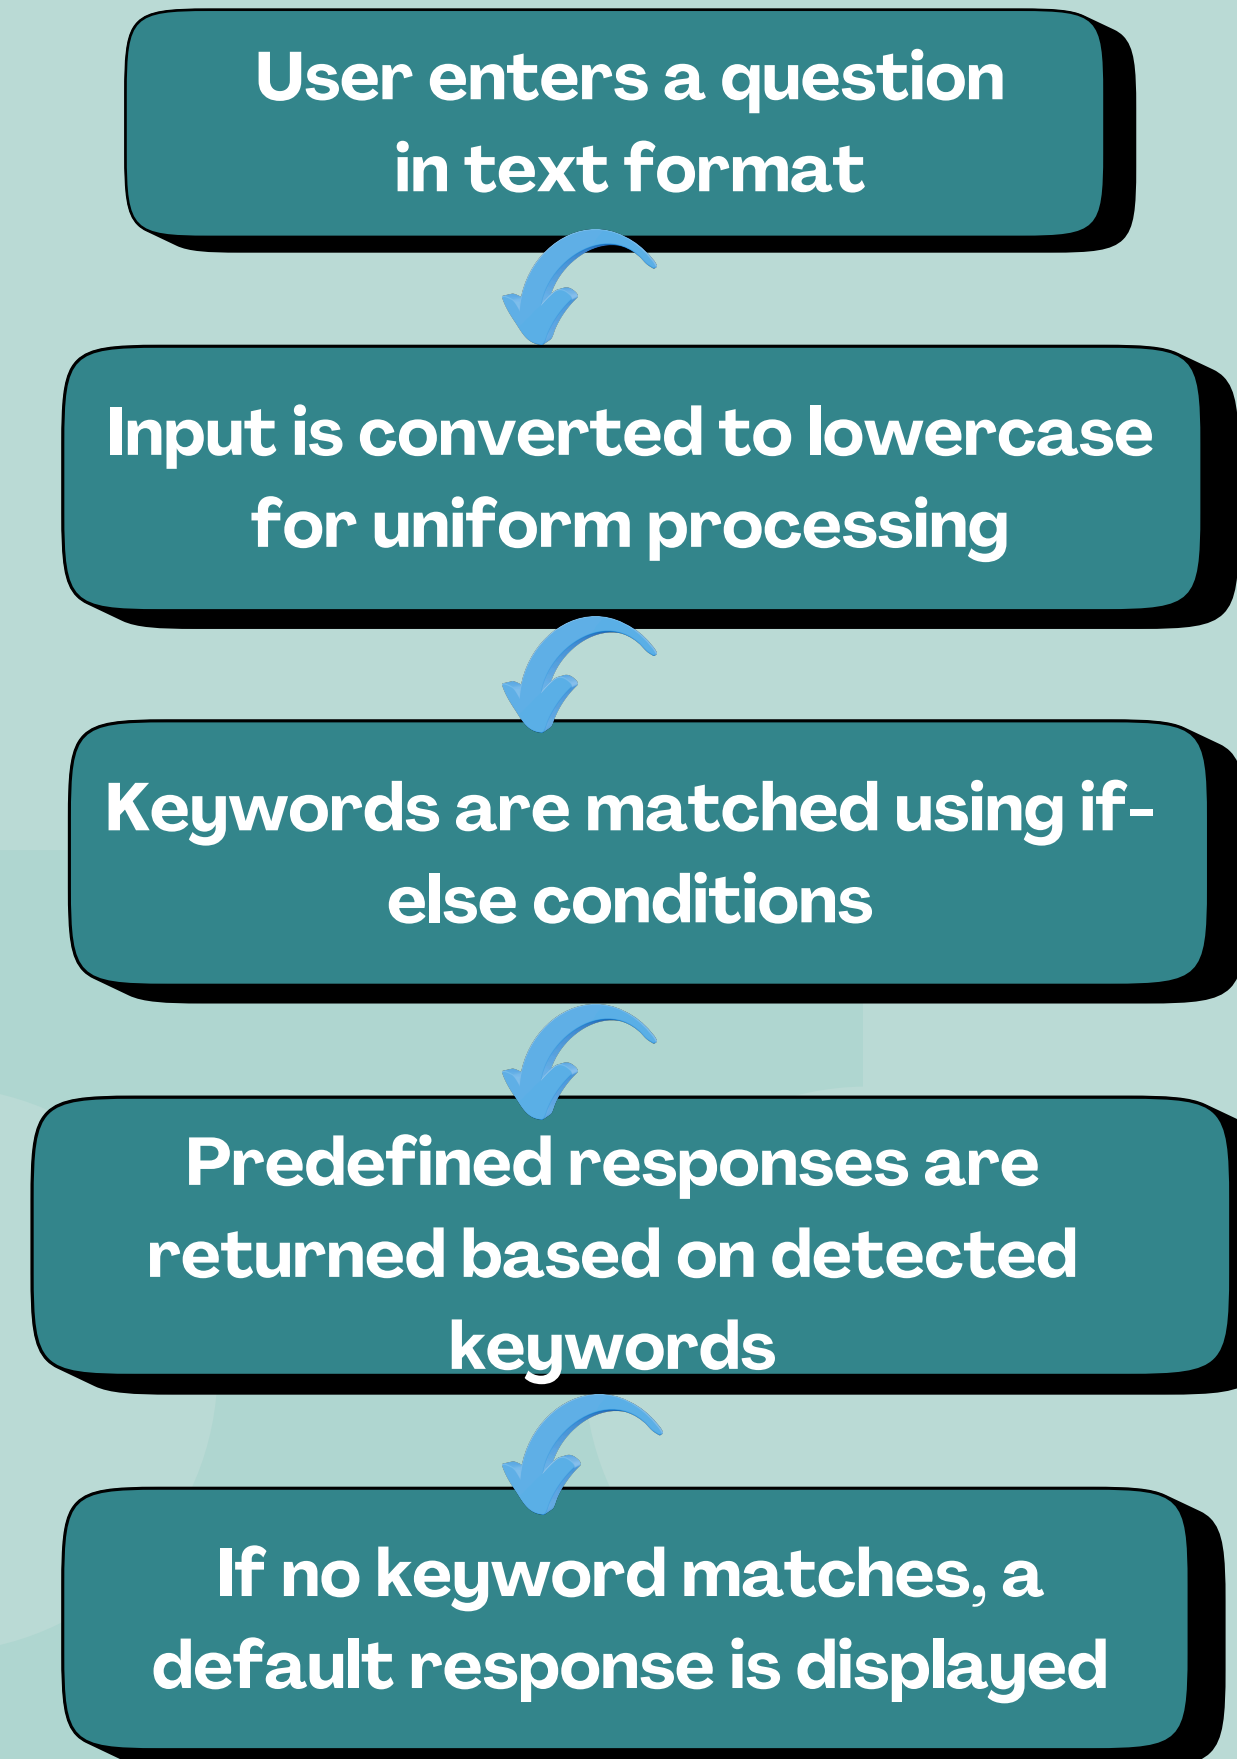 User enters a question
in text format
Input is converted to lowercase
for uniform processing
Keywords are matched using if-
else conditions
Predefined responses are
returned based on detected
keywords
If no keyword matches, a
default response is displayed